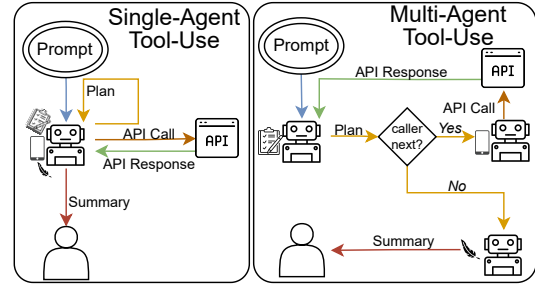 Single-Agent
Tool-Use
Prompt
Plan
API Call
API
API Response
Summary
Multi-Agent
Tool-Use
Prompt
API Response
API
API Call
Plan
caller
next?
Yes
No
Summary